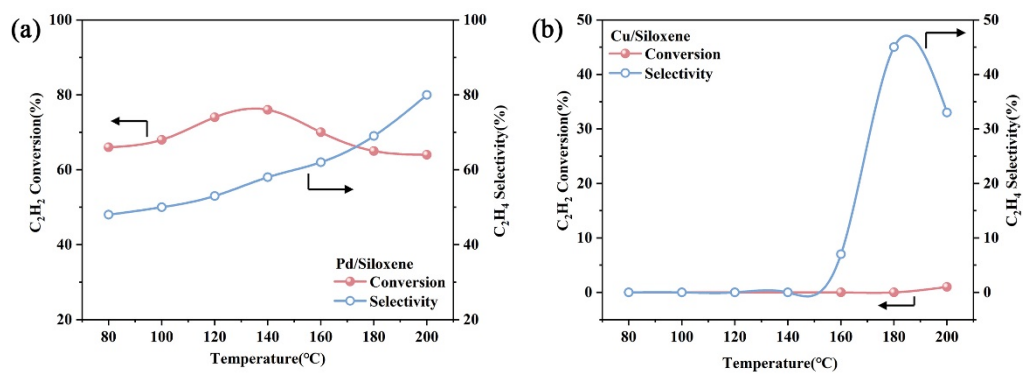 (a)
C₂H₂ Conversion(%)
100
80
60
40
20
100
80
60
40
20
C₂H₄ Selectivity(%)
Pd/Siloxene
Conversion
Selectivity
80 100 120 140 160 180 200
Temperature(℃)
(b)
C₂H₂ Conversion(%)
50
40
30
20
10
0
50
40
30
20
10
0
C₂H₄ Selectivity(%)
Cu/Siloxene
Conversion
Selectivity
80 100 120 140 160 180 200
Temperature(℃)